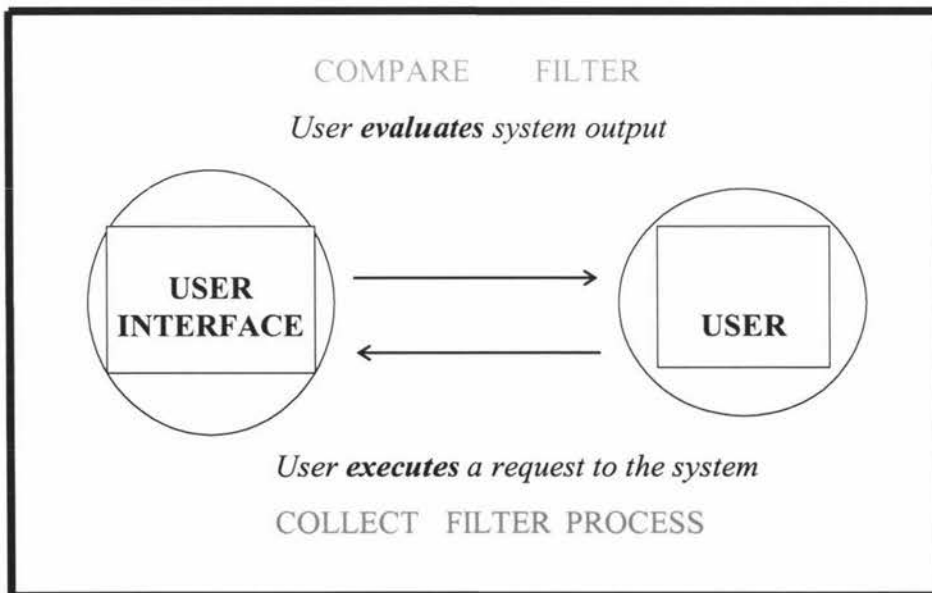 COMPARE FILTER
User evaluates system output
USER
INTERFACE
USER
User executes a request to the system
COLLECT FILTER PROCESS